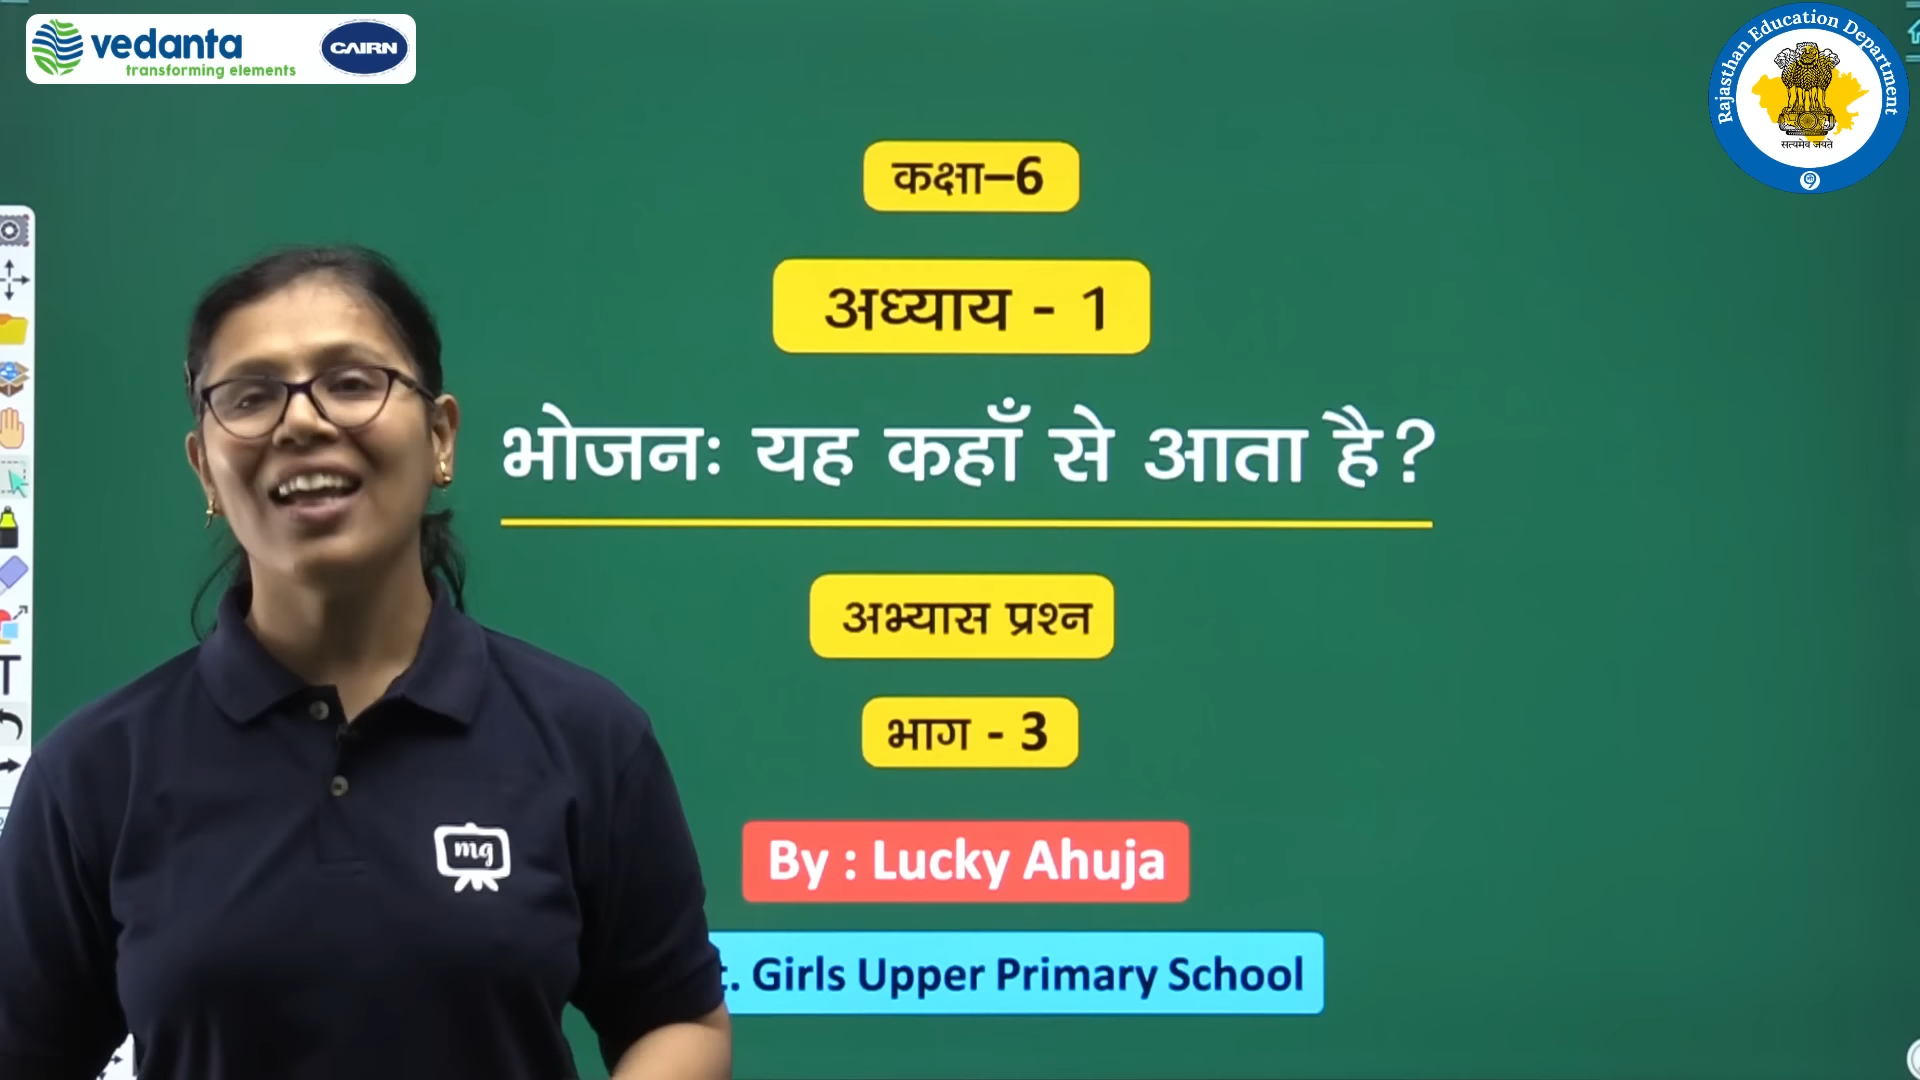 vedanta
transforming elements
CAIRN
Rajasthan Education Department
सत्यमेव जयते
कक्षा–6
अध्याय - 1
भोजनः यह कहाँ से आता है?
अभ्यास प्रश्न
भाग - 3
By : Lucky Ahuja
t. Girls Upper Primary School
mg
T